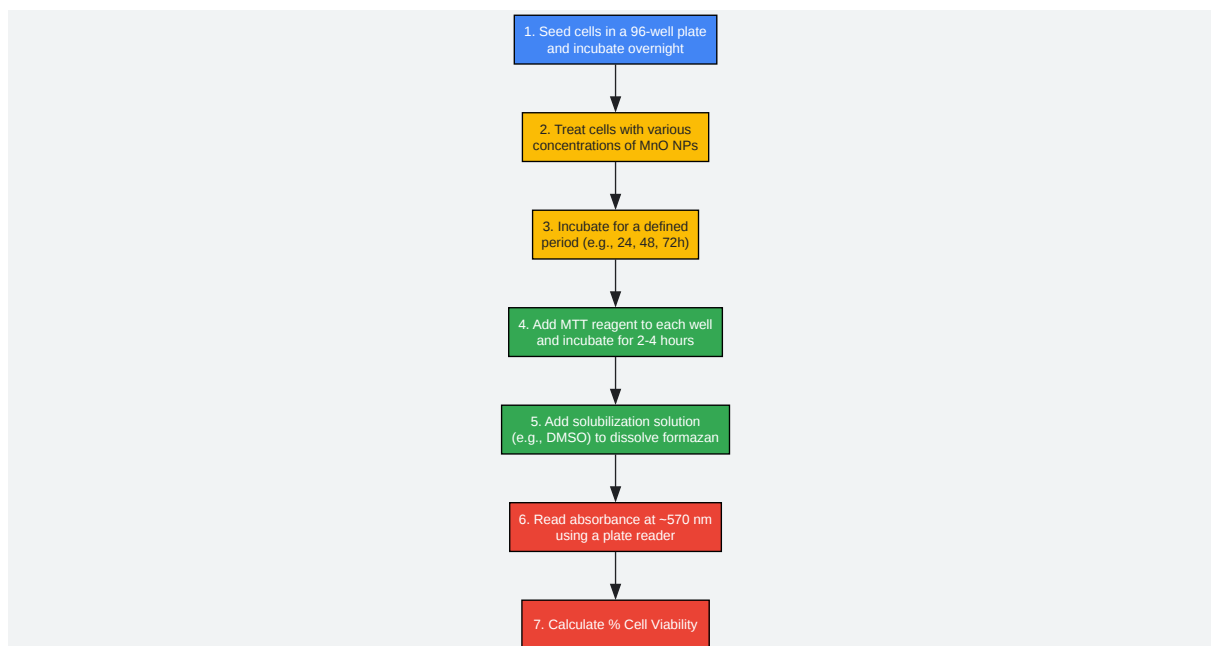 1. Seed cells in a 96-well plate
and incubate overnight
2. Treat cells with various
concentrations of MnO NPs
3. Incubate for a defined
period (e.g., 24, 48, 72h)
4. Add MTT reagent to each well
and incubate for 2-4 hours
5. Add solubilization solution
(e.g., DMSO) to dissolve formazan
6. Read absorbance at ~570 nm
using a plate reader
7. Calculate % Cell Viability